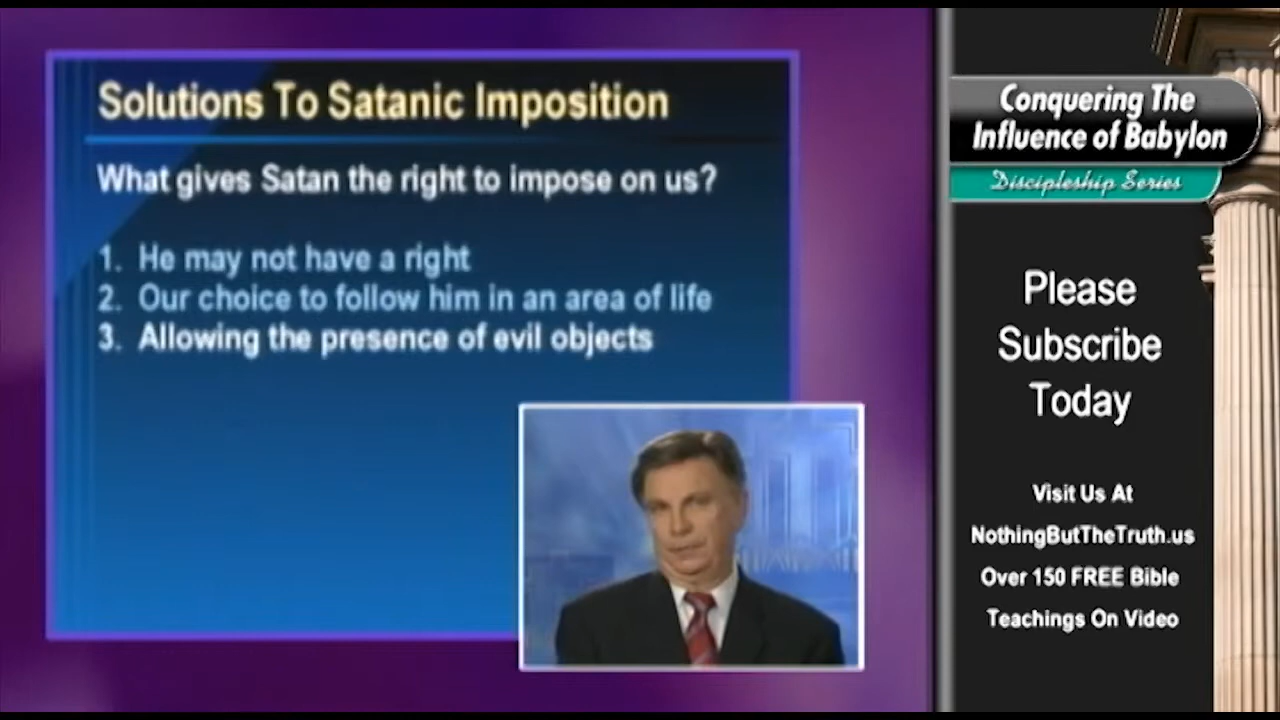 Solutions To Satanic Imposition
What gives Satan the right to impose on us?
1. He may not have a right
2. Our choice to follow him in an area of life
3. Allowing the presence of evil objects
Conquering The
Influence of Babylon
Discipleship Series
Please
Subscribe
Today
Visit Us At
NothingButTheTruth.us
Over 150 FREE Bible
Teachings On Video